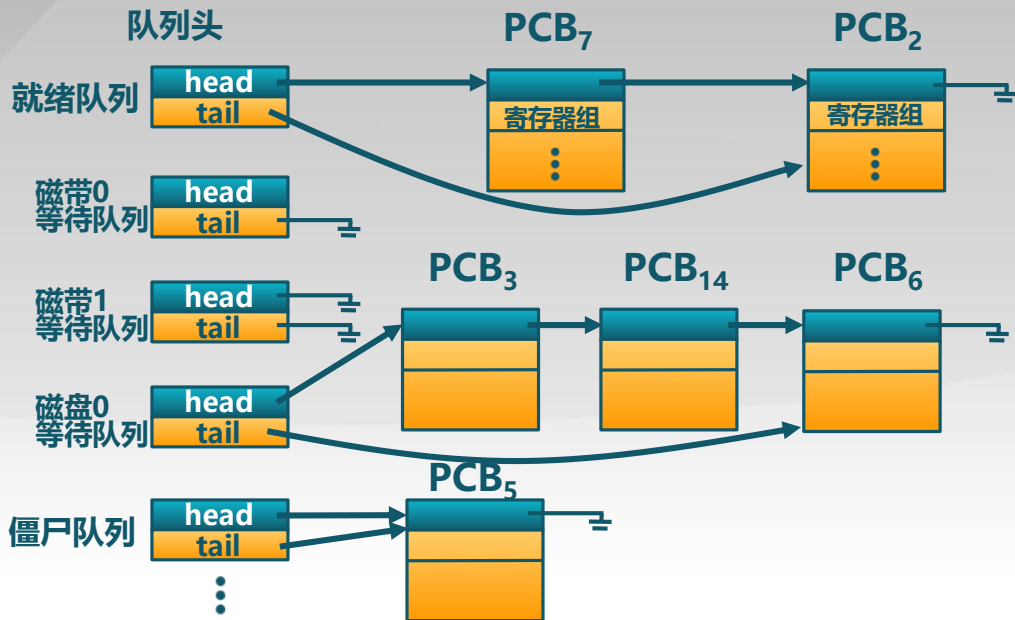 队列头
PCB7
PCB2
就绪队列
head
tail
寄存器组
寄存器组
磁带0
等待队列
head
tail
磁带1
等待队列
head
tail
PCB3
PCB14
PCB6
磁盘0
等待队列
head
tail
PCB5
僵尸队列
head
tail